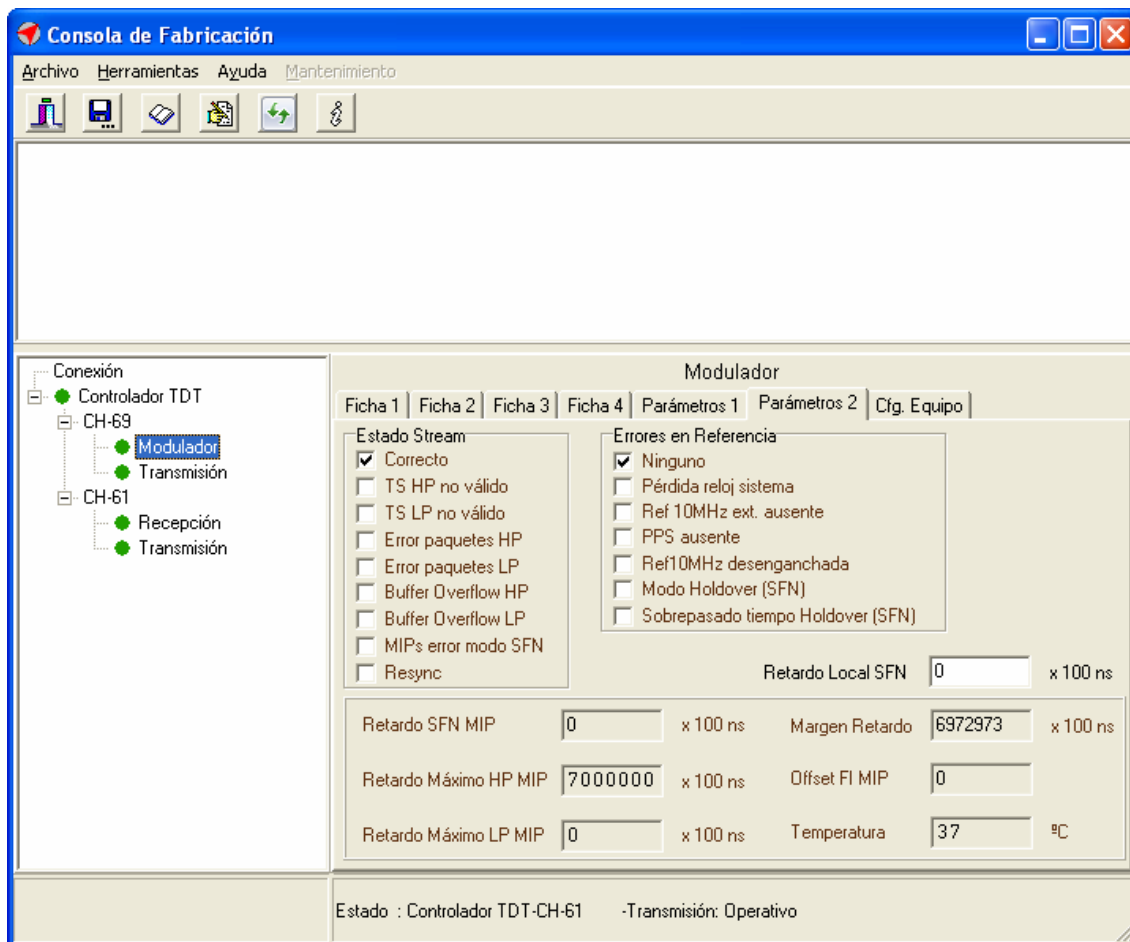 Consola de Fabricación
Archivo Herramientas Ayuda Mantenimiento
Conexión
Controlador TDT
CH-69
Modulador
Transmisión
CH-61
Recepción
Transmisión
Modulador
Ficha 1 Ficha 2 Ficha 3 Ficha 4 Parámetros 1 Parámetros 2 Cfg. Equipo
Estado Stream
Correcto
TS HP no válido
TS LP no válido
Error paquetes HP
Error paquetes LP
Buffer Overflow HP
Buffer Overflow LP
MIPs error modo SFN
Resync
Errores en Referencia
Ninguno
Pérdida reloj sistema
Ref 10MHz ext. ausente
PPS ausente
Ref10MHz desenganchada
Modo Holdover (SFN)
Sobrepasado tiempo Holdover (SFN)
Retardo Local SFN 0 x 100 ns
Retardo SFN MIP 0 x 100 ns Margen Retardo 6972973 x 100 ns
Retardo Máximo HP MIP 7000000 x 100 ns Offset FI MIP 0
Retardo Máximo LP MIP 0 x 100 ns Temperatura 37 ºC
Estado : Controlador TDT-CH-61 -Transmisión: Operativo